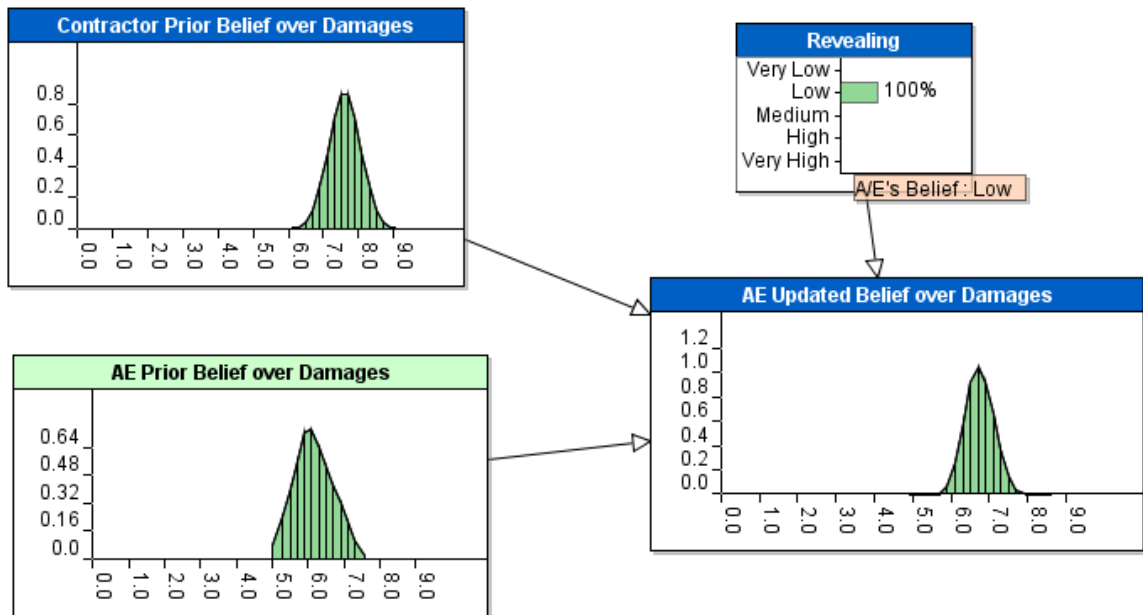 Contractor Prior Belief over Damages
0.8
0.6
0.4
0.2
0.0
0.0 1.0 2.0 3.0 4.0 5.0 6.0 7.0 8.0 9.0
Revealing
Very Low
Low 100%
Medium
High
Very High
A/E's Belief : Low
AE Prior Belief over Damages
0.64
0.48
0.32
0.16
0.0
0.0 1.0 2.0 3.0 4.0 5.0 6.0 7.0 8.0 9.0
AE Updated Belief over Damages
1.2
1.0
0.8
0.6
0.4
0.2
0.0
0.0 1.0 2.0 3.0 4.0 5.0 6.0 7.0 8.0 9.0